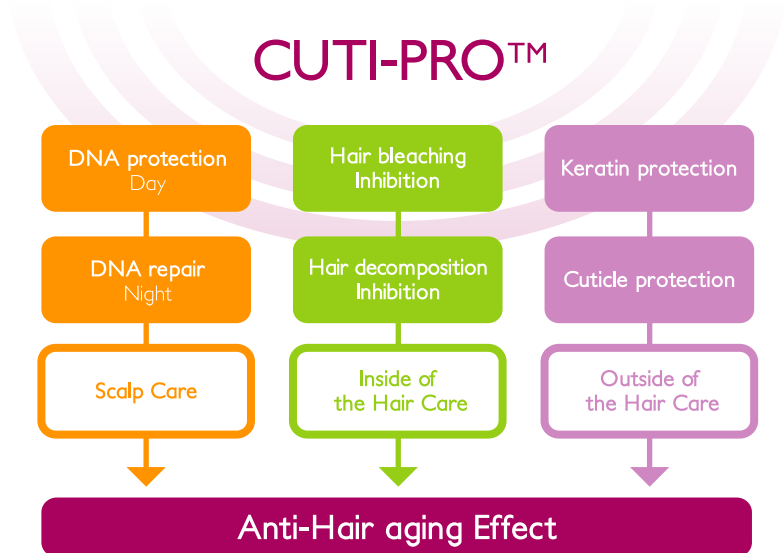 CUTI-PRO™
DNA protection
Day
DNA repair
Night
Scalp Care
Hair bleaching
Inhibition
Hair decomposition
Inhibition
Inside of
the Hair Care
Keratin protection
Cuticle protection
Outside of
the Hair Care
Anti-Hair aging Effect